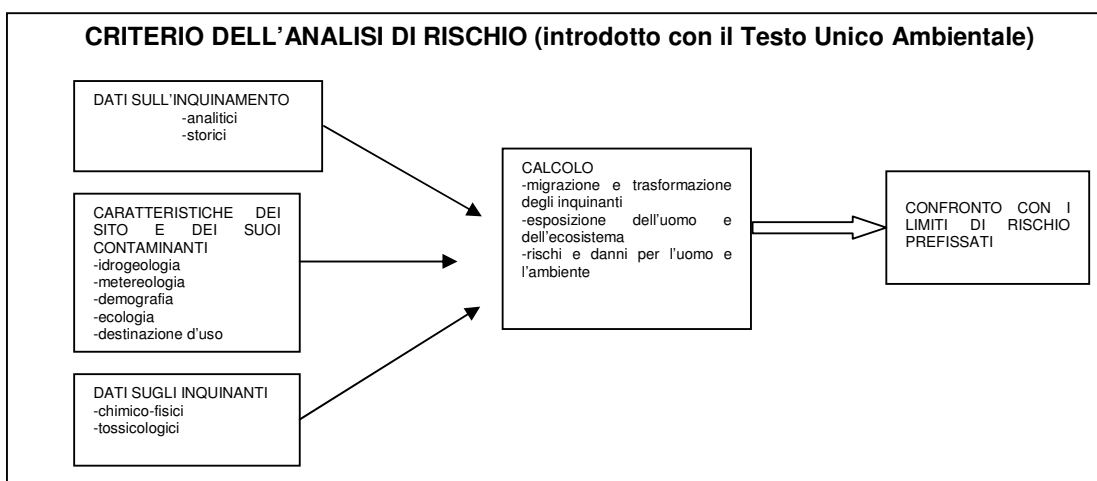 CRITERIO DELL'ANALISI DI RISCHIO (introdotto con il Testo Unico Ambientale)
DATI SULL'INQUINAMENTO
-analitici
-storici
CARATTERISTICHE DEI
SITO E DEI SUOI
CONTAMINANTI
-idrogeologia
-metereologia
-demografia
-ecologia
-destinazione d'uso
DATI SUGLI INQUINANTI
-chimico-fisici
-tossicologici
CALCOLO
-migrazione e trasformazione
degli inquinanti
-esposizione dell'uomo e
dell'ecosistema
-rischi e danni per l'uomo e
l'ambiente
CONFRONTO CON I
LIMITI DI RISCHIO
PREFISSATI